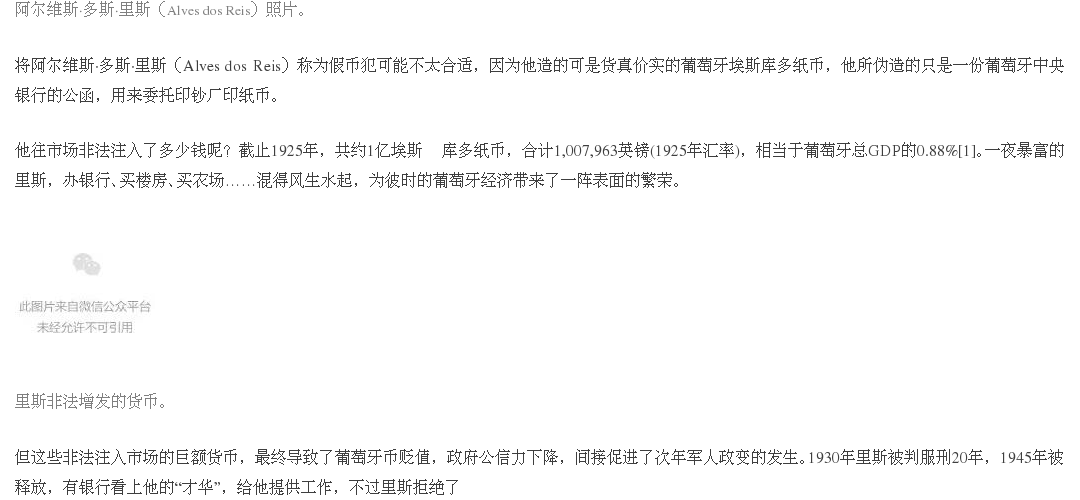 阿尔维斯·多斯·里斯（Alves dos Reis）照片。
将阿尔维斯·多斯·里斯（Alves dos Reis）称为假币犯可能不太合适，因为他造的可是货真价实的葡萄牙埃斯库多纸币，他所伪造的只是一份葡萄牙中央
银行的公函，用来委托印钞厂印纸币。
他往市场非法注入了多少钱呢？截止1925年，共约1亿埃斯 库多纸币，合计1,007,963英镑(1925年汇率)，相当于葡萄牙总GDP的0.88%[1]。一夜暴富的
里斯，办银行、买楼房、买农场……混得风生水起，为彼时的葡萄牙经济带来了一阵表面的繁荣。
此图片来自微信公众平台
未经允许不可引用
里斯非法增发的货币。
但这些非法注入市场的巨额货币，最终导致了葡萄牙币贬值，政府公信力下降，间接促进了次年军人政变的发生。1930年里斯被判服刑20年，1945年被
释放，有银行看上他的“才华”，给他提供工作，不过里斯拒绝了